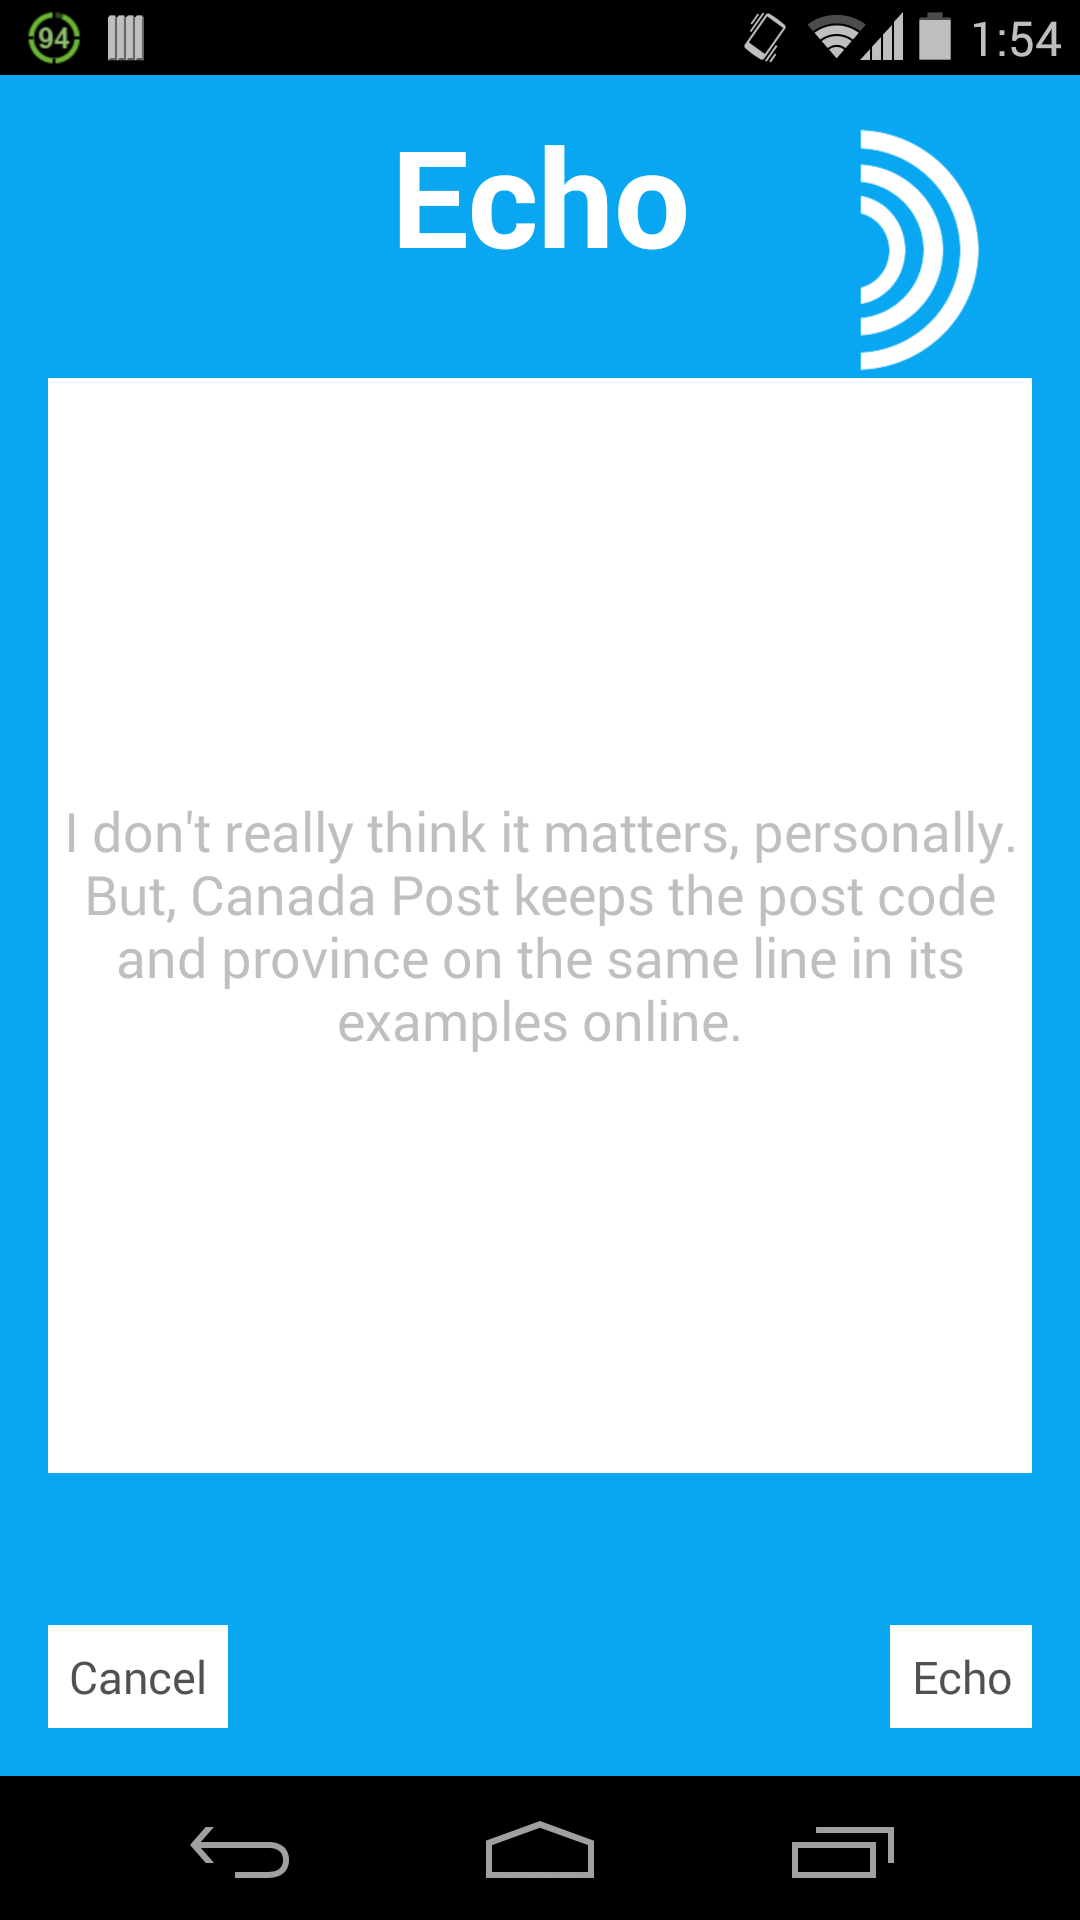 94
1:54
Echo
I don't really think it matters, personally.
But, Canada Post keeps the post code
and province on the same line in its
examples online.
Cancel
Echo